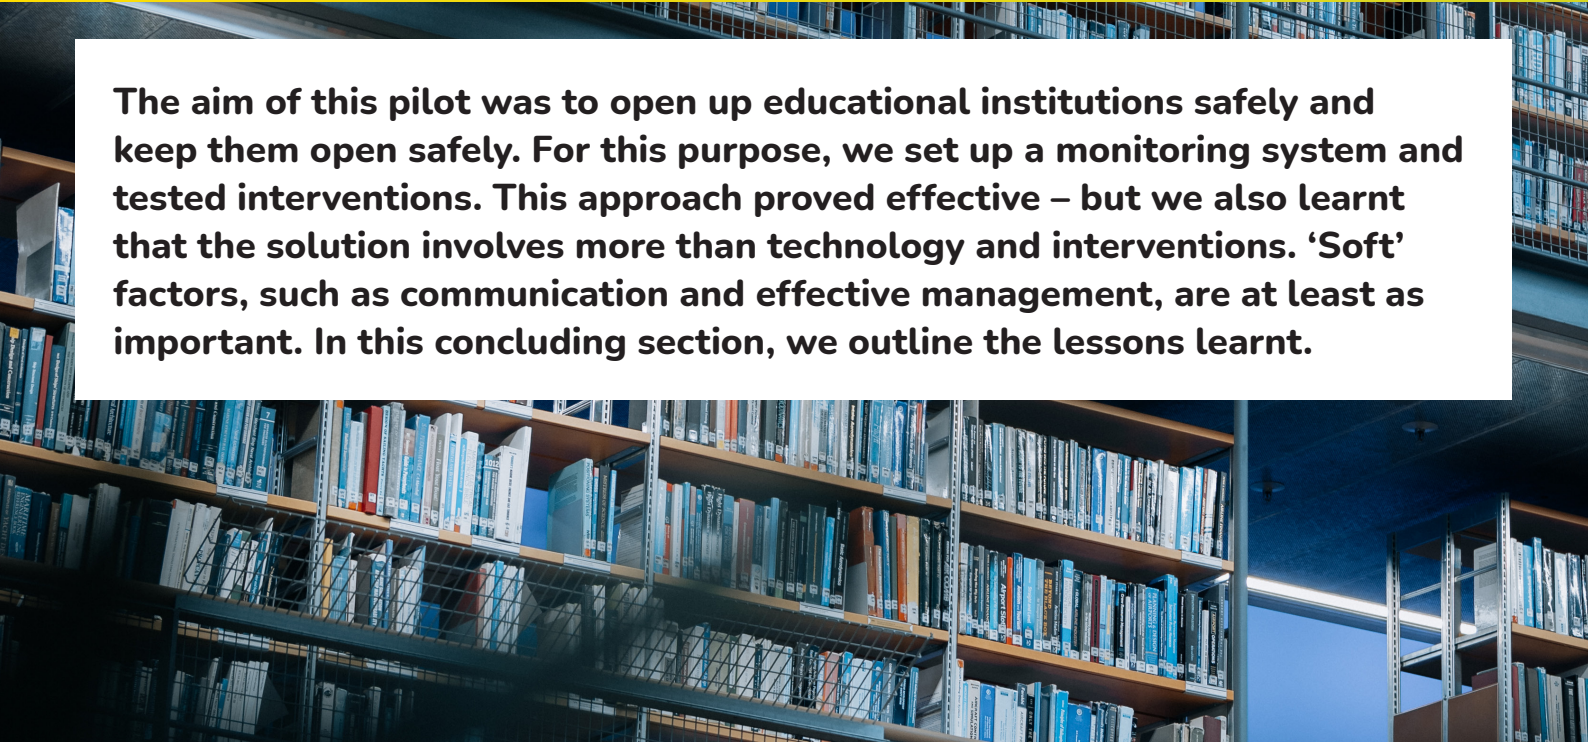 The aim of this pilot was to open up educational institutions safely and
keep them open safely. For this purpose, we set up a monitoring system and
tested interventions. This approach proved effective – but we also learnt
that the solution involves more than technology and interventions. ‘Soft’
factors, such as communication and effective management, are at least as
important. In this concluding section, we outline the lessons learnt.